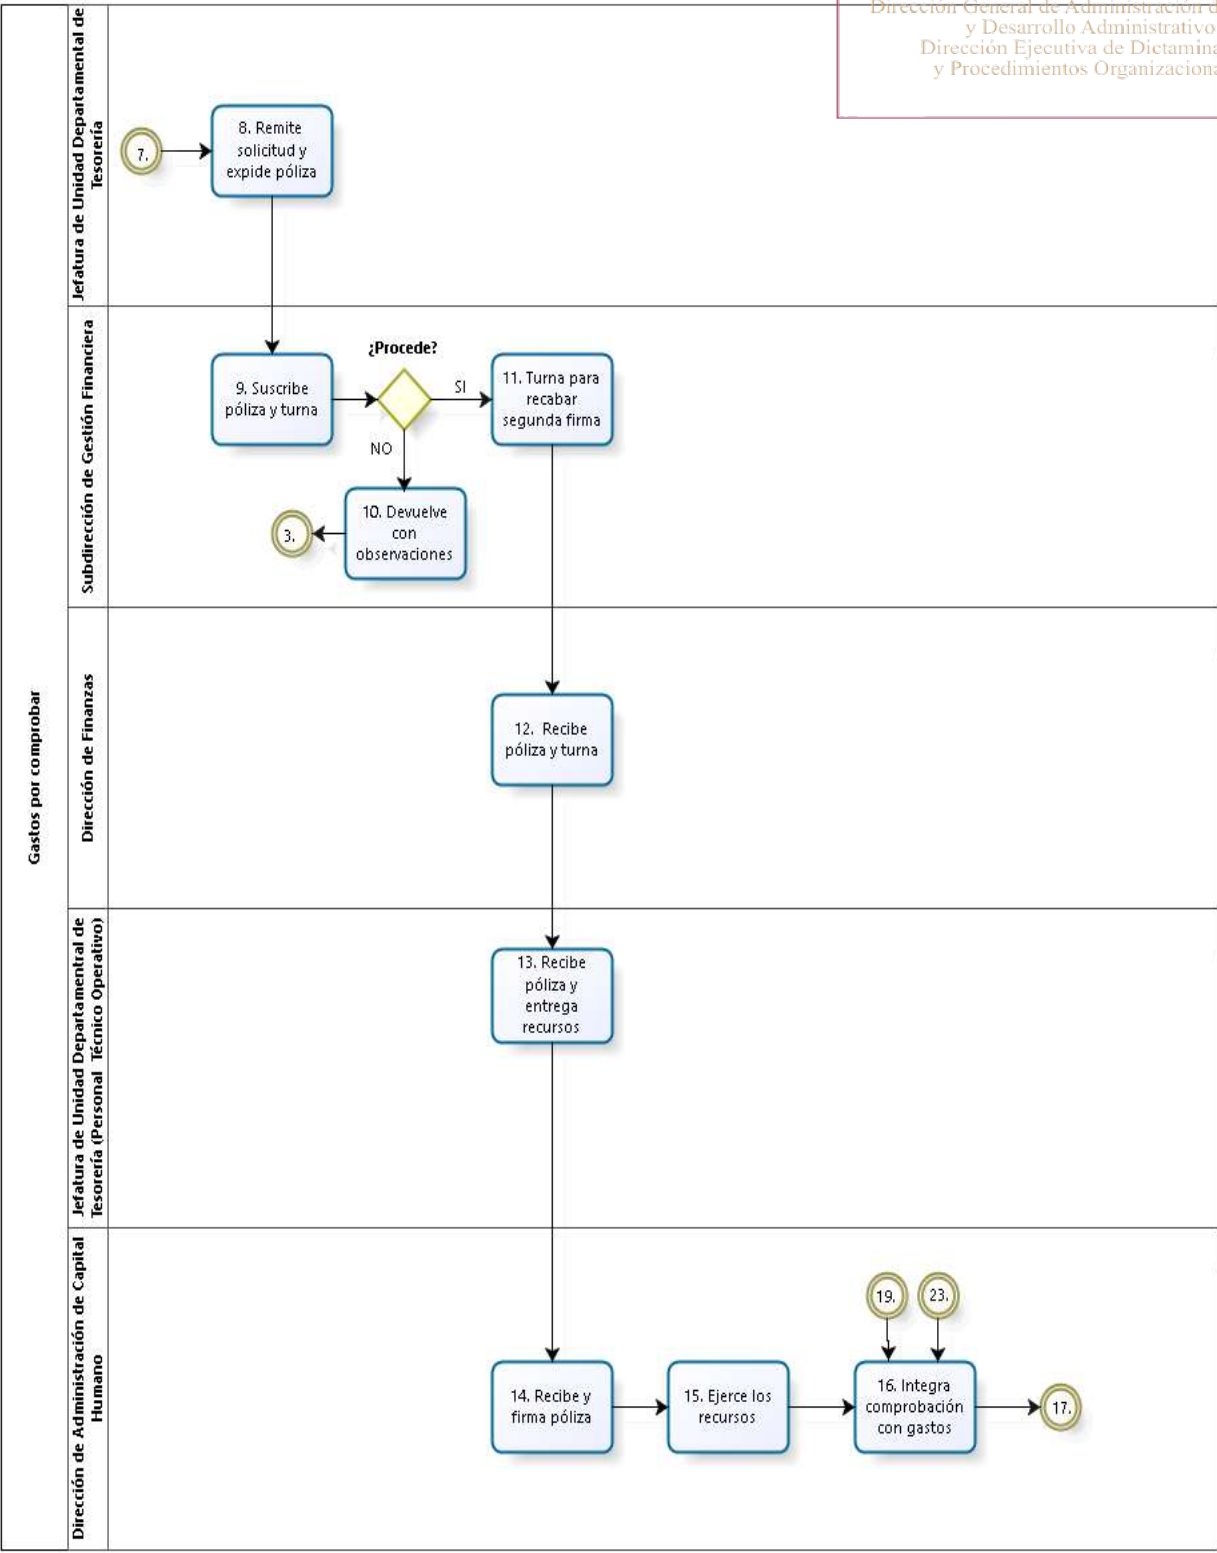 Dirección General de Administración d
y Desarrollo Administrativo
Dirección Ejecutiva de Dictamina
y Procedimientos Organizaciona
Gastos por comprobar
Jefatura de Unidad Departamental de
Tesorería
7.
8. Remite
solicitud y
expide póliza
Subdirección de Gestión Financiera
9. Suscribe
póliza y turna
¿Procede?
SI
NO
11. Turna para
recabar
segunda firma
10. Devuelve
con
observaciones
3.
Dirección de Finanzas
12. Recibe
póliza y turna
Jefatura de Unidad Departamentral de
Tesorería (Personal Técnico Operativo)
13. Recibe
póliza y
entrega
recursos
Dirección de Administración de Capital
Humano
19.
23.
14. Recibe y
firma póliza
15. Ejerce los
recursos
16. Integra
comprobación
con gastos
17.